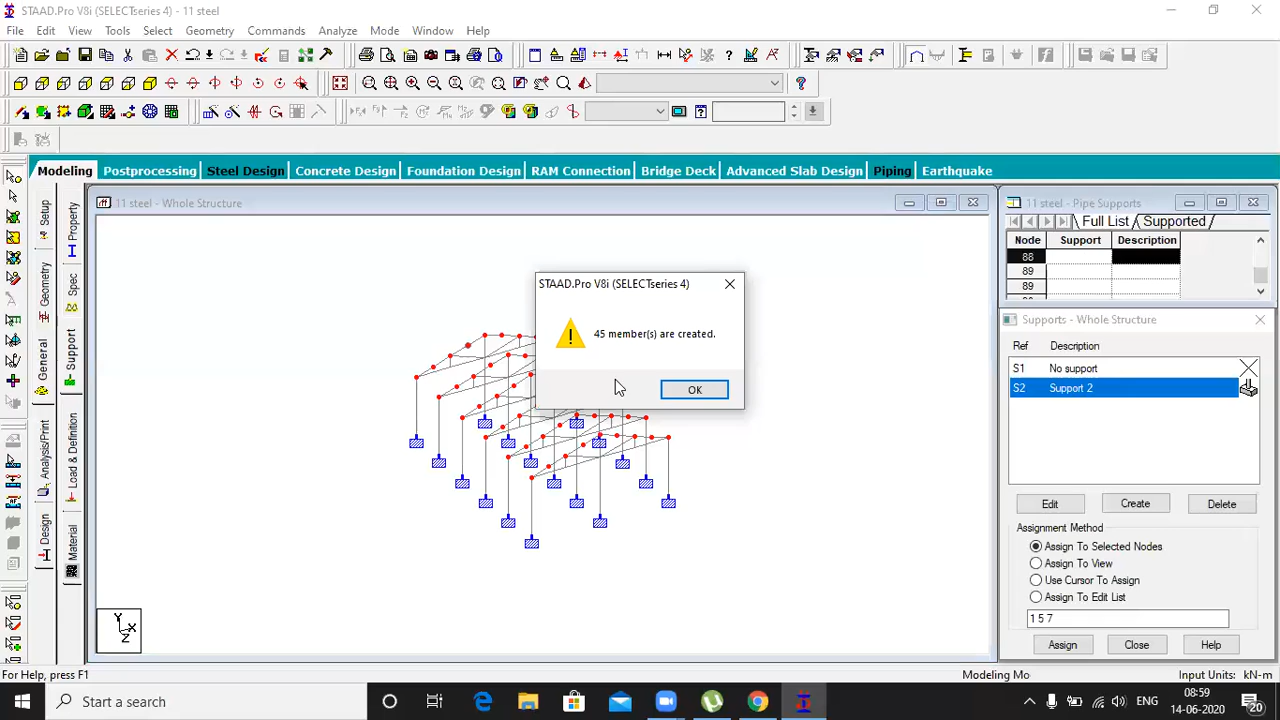 STAAD.Pro V8i (SELECTseries 4) - 11 steel
File Edit View Tools Select Geometry Commands Analyze Mode Window Help
Modeling Postprocessing Steel Design Concrete Design Foundation Design RAM Connection Bridge Deck Advanced Slab Design Piping Earthquake
Setup
Geometry
General
Analysis/Print
Design
Property
Spec
Support
Load & Definition
Material
11 steel - Whole Structure
STAAD.Pro V8i (SELECTseries 4)
45 member(s) are created.
OK
Y
X
Z
11 steel - Pipe Supports
Full List Supported
Node Support Description
88
89
89
Supports - Whole Structure
Ref Description
S1 No support
S2 Support 2
Edit Create Delete
Assignment Method
Assign To Selected Nodes
Assign To View
Use Cursor To Assign
Assign To Edit List
1 5 7
Assign Close Help
For Help, press F1
Modeling Mo
Input Units: kN-m
Start a search
ENG
08:59
14-06-2020
20